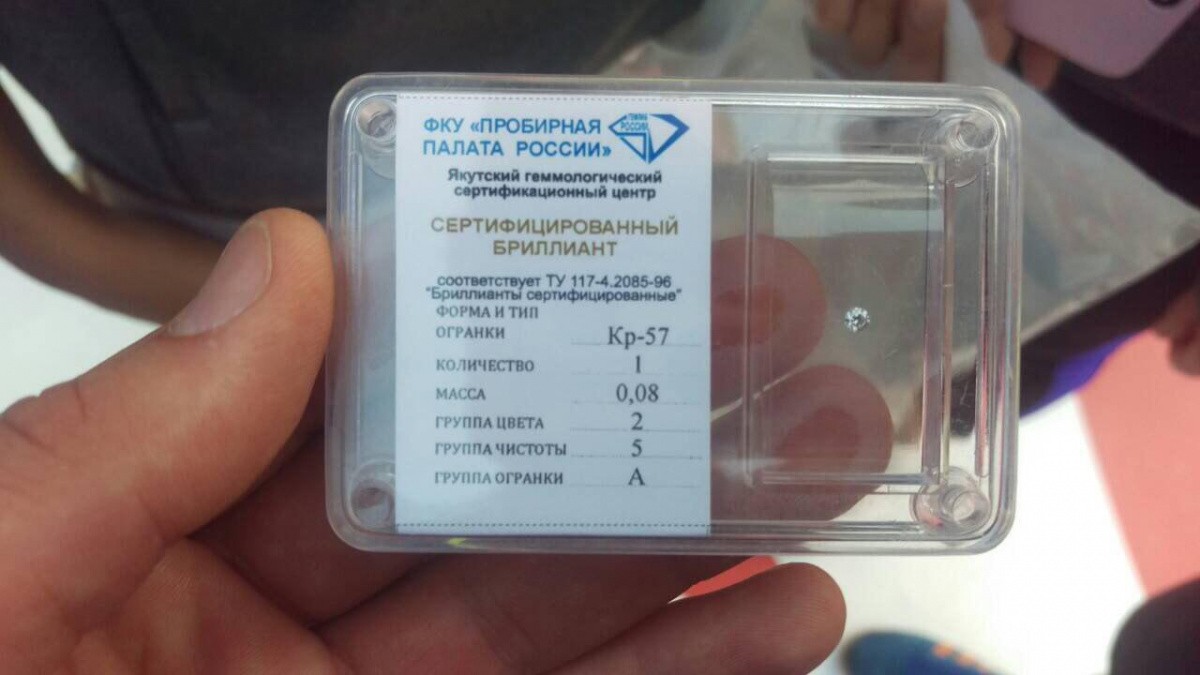 ФКУ «ПРОБИРНАЯ
ПАЛАТА РОССИИ»
РОССИИ
Якутский геммологический
сертификационный центр
СЕРТИФИЦИРОВАННЫЙ
БРИЛЛИАНТ
соответствует ТУ 117-4.2085-96
"Бриллианты сертифицированные"
ФОРМА И ТИП
ОГРАНКИ Кр-57
КОЛИЧЕСТВО 1
МАССА 0,08
ГРУППА ЦВЕТА 2
ГРУППА ЧИСТОТЫ 5
ГРУППА ОГРАНКИ А